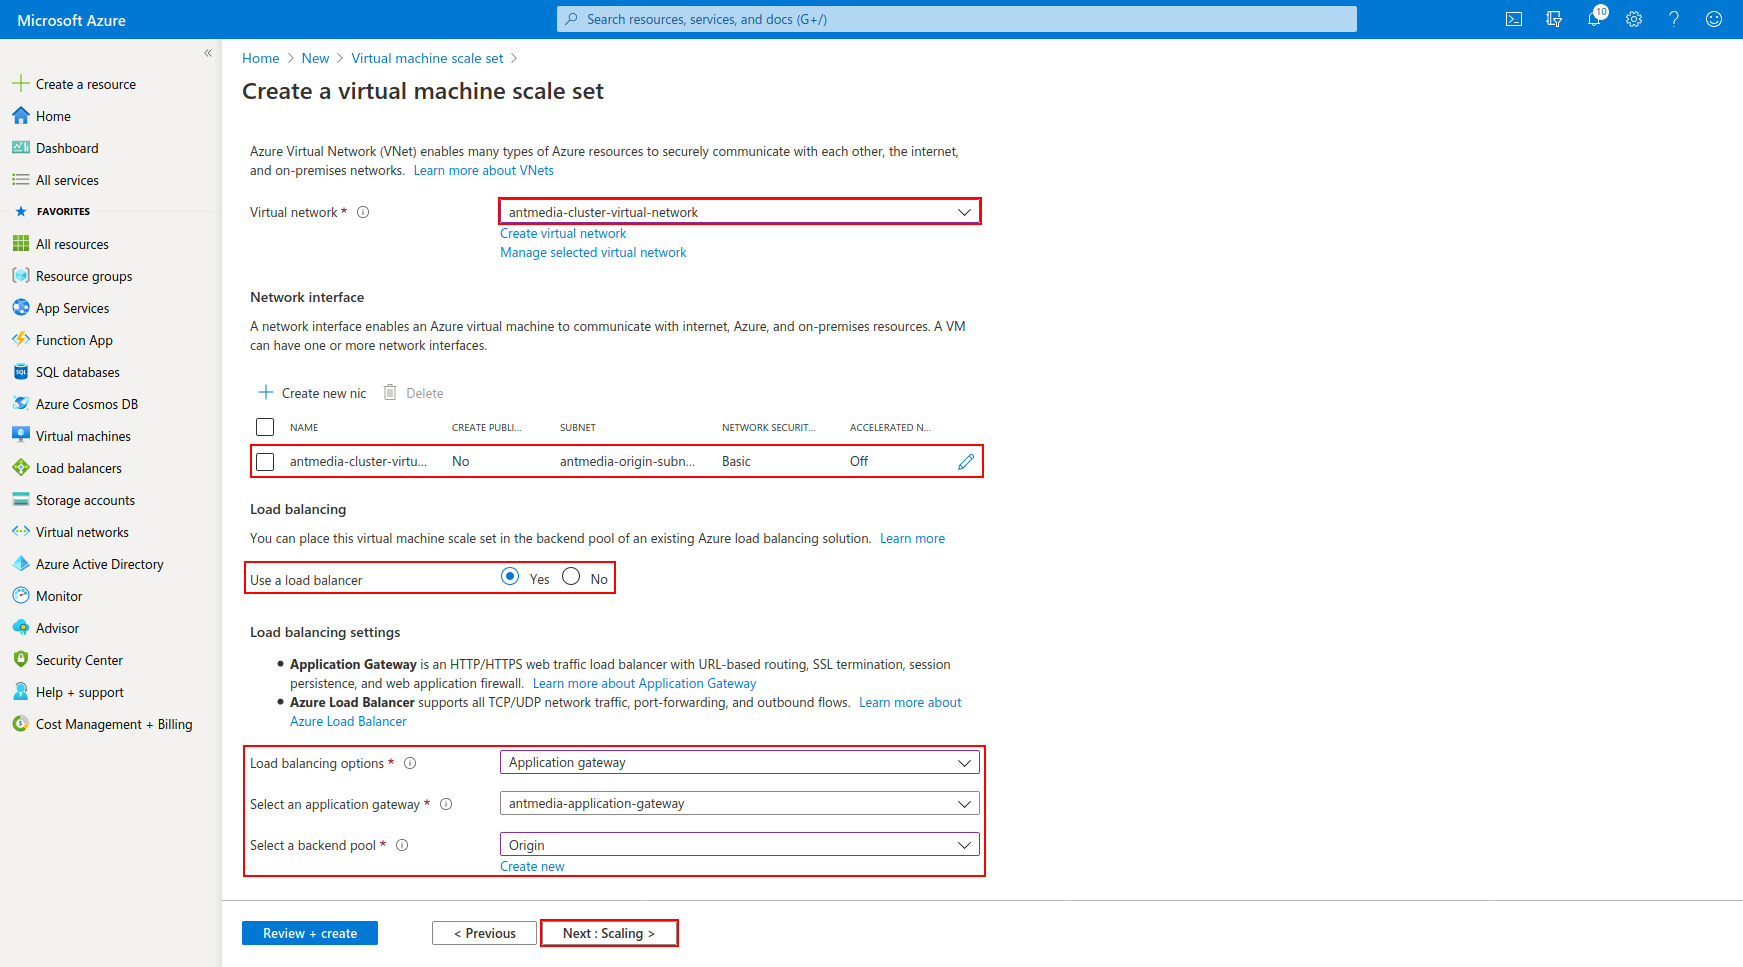 Microsoft Azure
Search resources, services, and docs (G+/)
10
«
Create a resource
Home
Dashboard
All services
FAVORITES
All resources
Resource groups
App Services
Function App
SQL databases
Azure Cosmos DB
Virtual machines
Load balancers
Storage accounts
Virtual networks
Azure Active Directory
Monitor
Advisor
Security Center
Help + support
Cost Management + Billing
Home > New > Virtual machine scale set >
Create a virtual machine scale set
Azure Virtual Network (VNet) enables many types of Azure resources to securely communicate with each other, the internet,
and on-premises networks. Learn more about VNets
Virtual network *
antmedia-cluster-virtual-network
Create virtual network
Manage selected virtual network
Network interface
A network interface enables an Azure virtual machine to communicate with internet, Azure, and on-premises resources. A VM
can have one or more network interfaces.
Create new nic Delete
NAME CREATE PUBLI... SUBNET NETWORK SECURIT... ACCELERATED N...
antmedia-cluster-virtu... No antmedia-origin-subn... Basic Off
Load balancing
You can place this virtual machine scale set in the backend pool of an existing Azure load balancing solution. Learn more
Use a load balancer Yes No
Load balancing settings
• Application Gateway is an HTTP/HTTPS web traffic load balancer with URL-based routing, SSL termination, session
persistence, and web application firewall. Learn more about Application Gateway
• Azure Load Balancer supports all TCP/UDP network traffic, port-forwarding, and outbound flows. Learn more about
Azure Load Balancer
Load balancing options * Application gateway
Select an application gateway * antmedia-application-gateway
Select a backend pool * Origin
Create new
Review + create < Previous Next : Scaling >